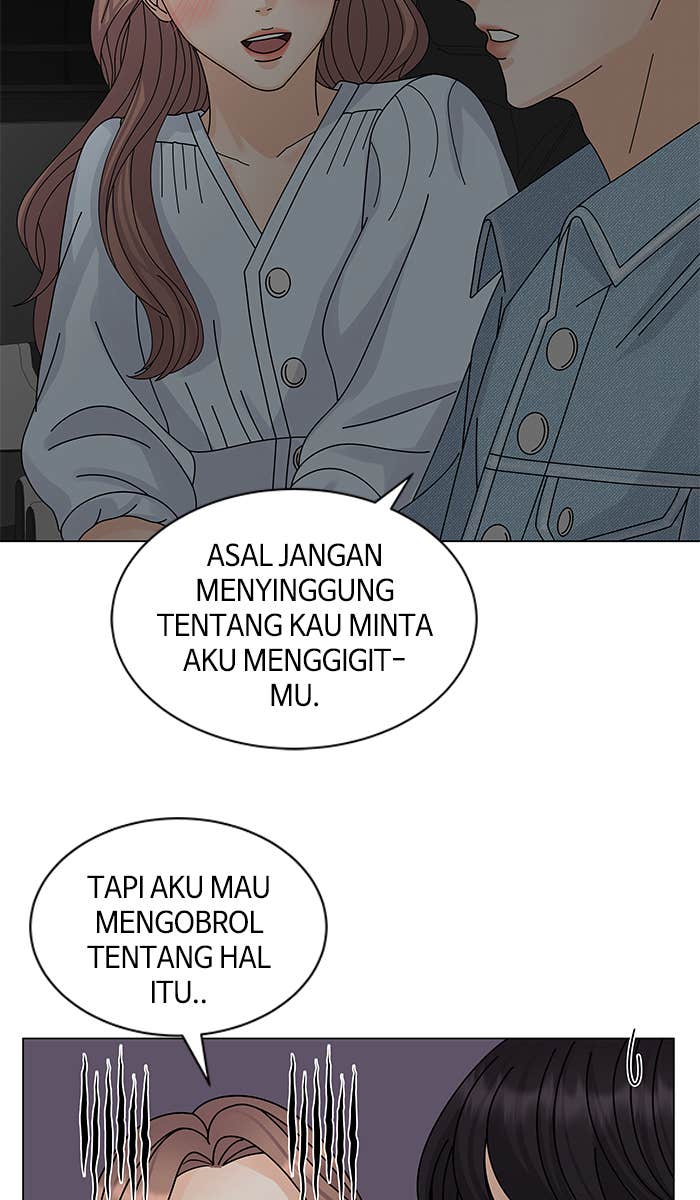 ASAL JANGAN
MENYINGGUNG
TENTANG KAU MINTA
AKU MENGGIGIT-
MU.
TAPI AKU MAU
MENGOBROL
TENTANG HAL
ITU..